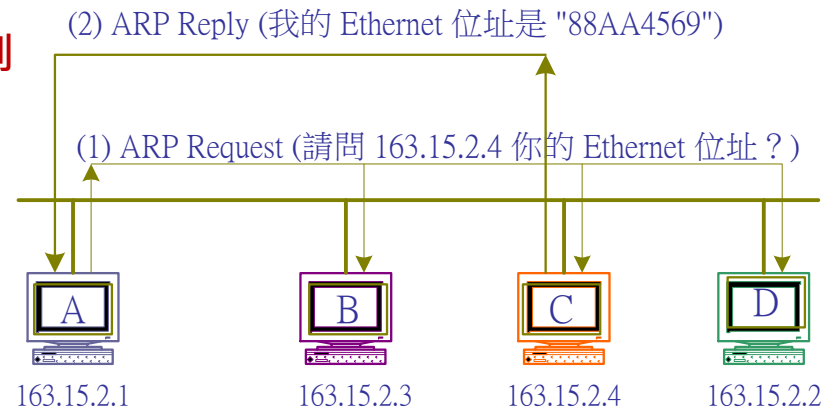 (2) ARP Reply (我的 Ethernet 位址是 "88AA4569")
(1) ARP Request (請問 163.15.2.4 你的 Ethernet 位址？)
A B C D
163.15.2.1 163.15.2.3 163.15.2.4 163.15.2.2